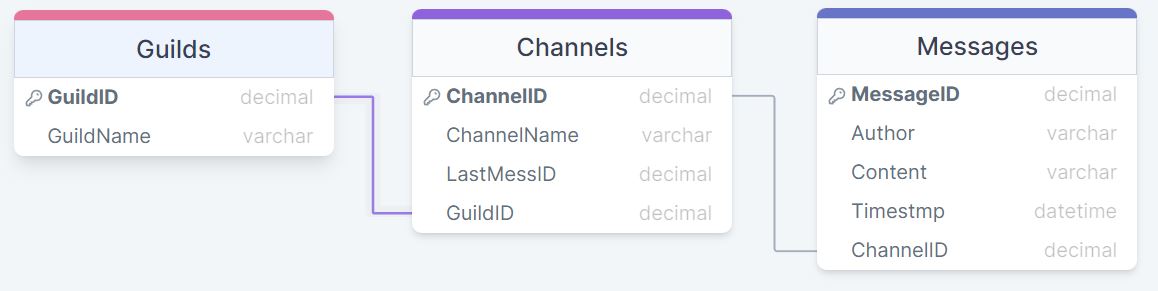 Guilds
GuildID decimal
GuildName varchar
Channels
ChannelID decimal
ChannelName varchar
LastMessID decimal
GuildID decimal
Messages
MessageID decimal
Author varchar
Content varchar
Timestmp datetime
ChannelID decimal